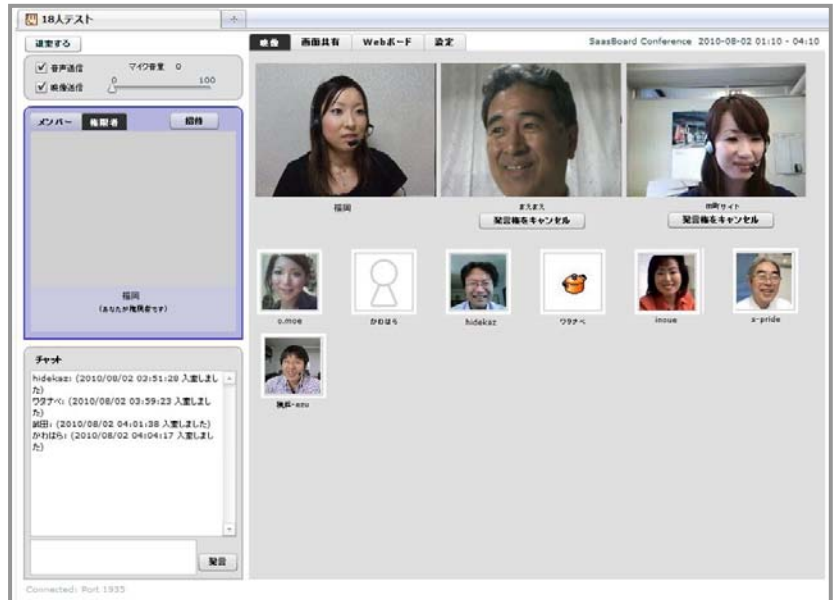 18人テスト
退室する
音声送信 マイク音量 0
映像送信 0 100
メンバー 権限者 招待
福岡
(あなたが権限者です)
チャット
hidekaz: (2010/08/02 03:51:28 入室しまし
た)
ワタナベ: (2010/08/02 03:59:23 入室しまし
た)
武田: (2010/08/02 04:01:38 入室しました)
かわはら: (2010/08/02 04:04:17 入室しまし
た)
発言
Connected: Port 1935
映像 画面共有 Webボード 設定 SaasBoard Conference 2010-08-02 01:10 - 04:10
福岡 まえまえ サイト
発言権をキャンセル 発言権をキャンセル
o.moe かわはら hidekaz ワタナベ inoue a-pride